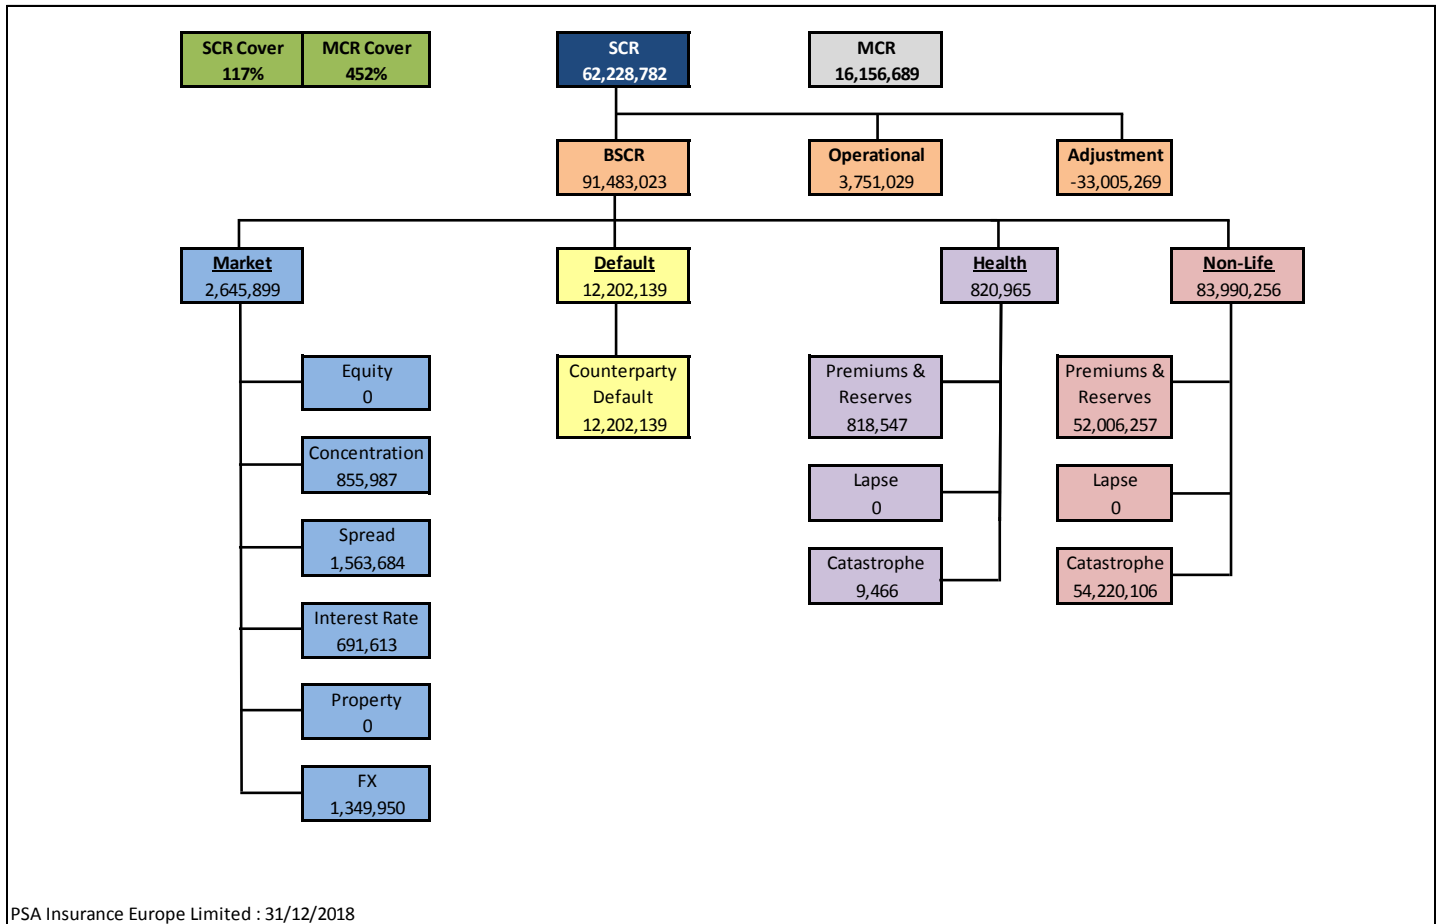 SCR Cover
117%
MCR Cover
452%
SCR
62,228,782
MCR
16,156,689
BSCR
91,483,023
Operational
3,751,029
Adjustment
-33,005,269
Market
2,645,899
Default
12,202,139
Health
820,965
Non-Life
83,990,256
Equity
0
Concentration
855,987
Spread
1,563,684
Interest Rate
691,613
Property
0
FX
1,349,950
Counterparty
Default
12,202,139
Premiums &
Reserves
818,547
Lapse
0
Catastrophe
9,466
Premiums &
Reserves
52,006,257
Lapse
0
Catastrophe
54,220,106
PSA Insurance Europe Limited : 31/12/2018